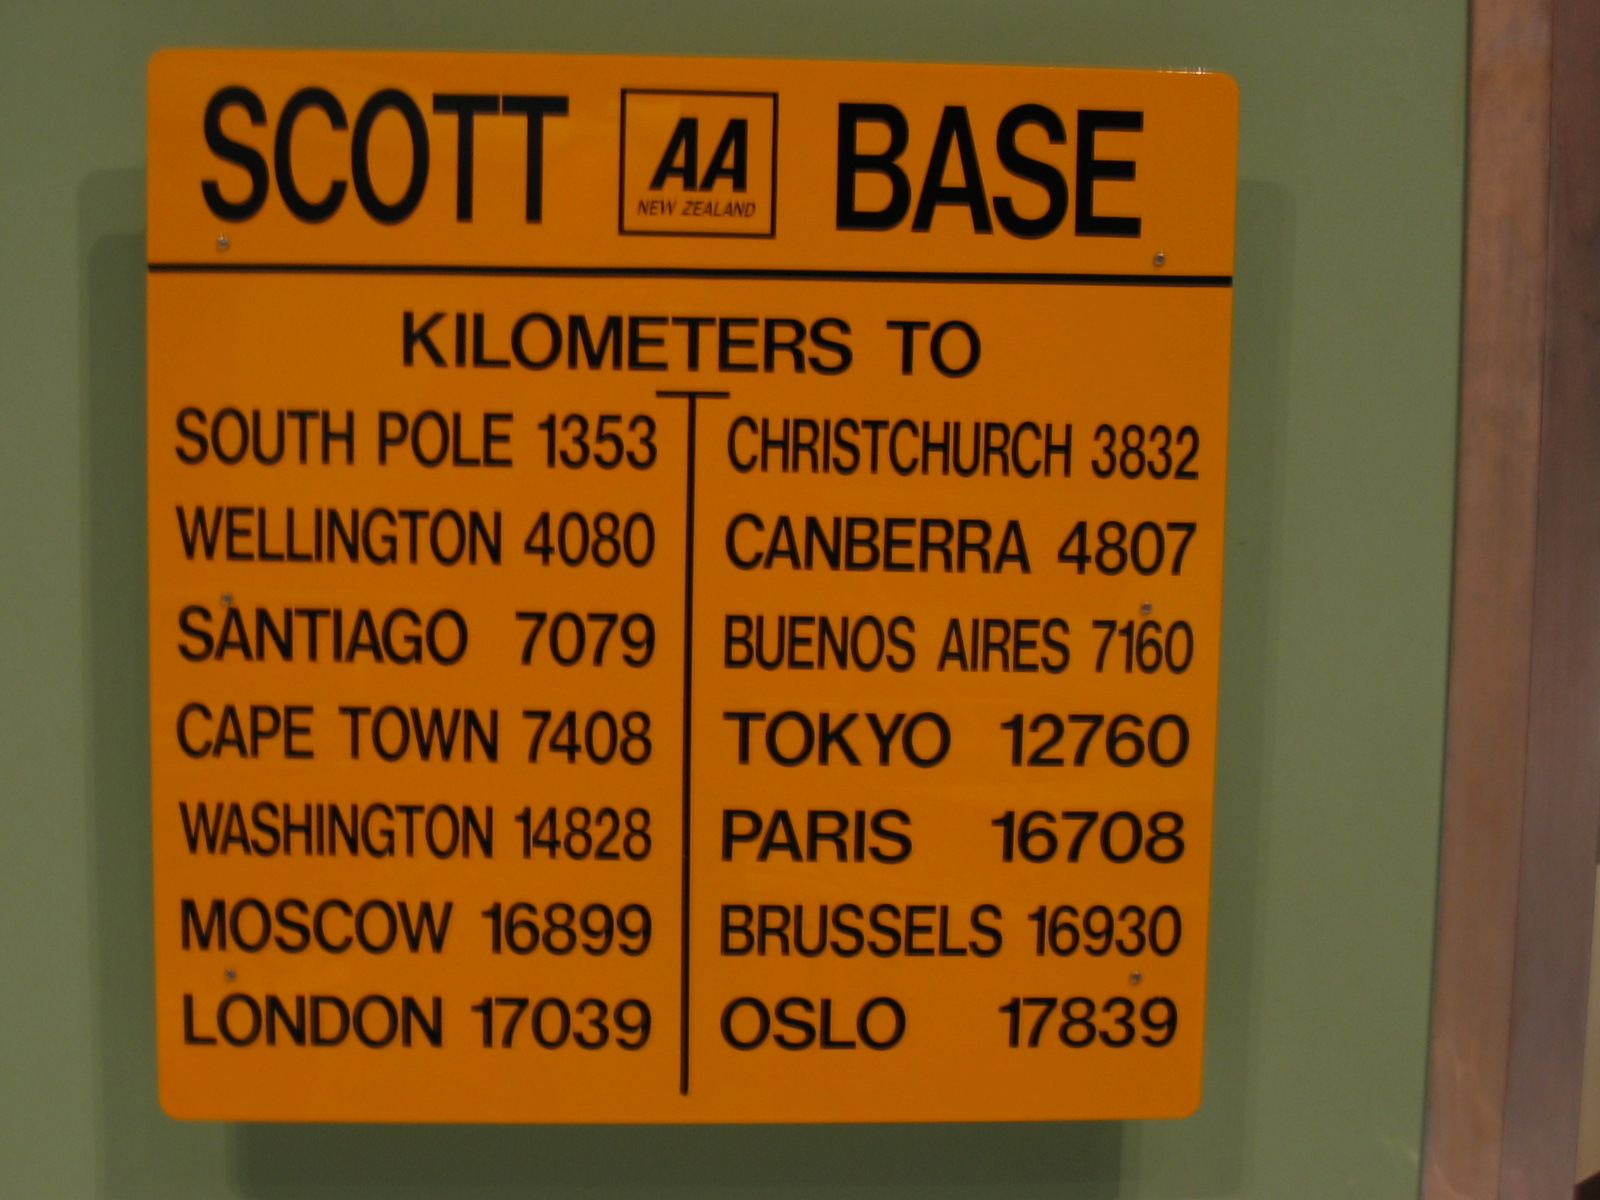 SCOTT AA BASE
NEW ZEALAND
KILOMETERS TO
SOUTH POLE 1353
WELLINGTON 4080
SANTIAGO 7079
CAPE TOWN 7408
WASHINGTON 14828
MOSCOW 16899
LONDON 17039
CHRISTCHURCH 3832
CANBERRA 4807
BUENOS AIRES 7160
TOKYO 12760
PARIS 16708
BRUSSELS 16930
OSLO 17839